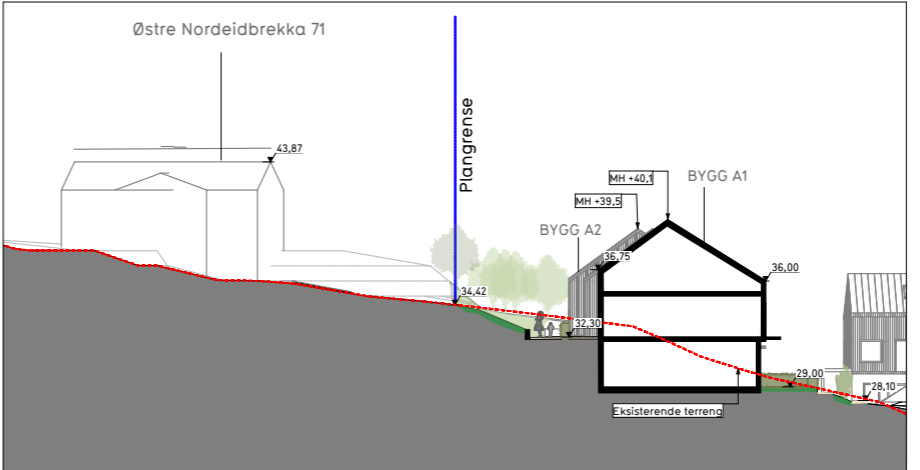 Østre Nordeidbrekka 71
43,87
Plangrense
34,42
MH +40,1
MH +39,5
BYGG A1
BYGG A2
36,75
36,00
32,30
29,00
28,10
Eksisterende terreng